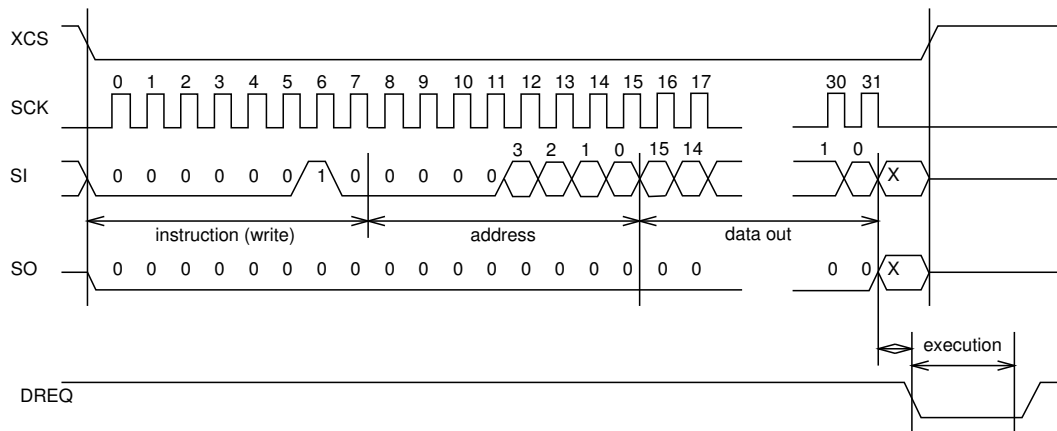 XCS
0 1 2 3 4 5 6 7 8 9 10 11 12 13 14 15 16 17 30 31
SCK
3 2 1 0 15 14 1 0
SI 0 0 0 0 0 0 1 0 0 0 0 0 X
instruction (write) address data out
SO 0 0 0 0 0 0 0 0 0 0 0 0 0 0 0 0 0 0 0 0 X
execution
DREQ